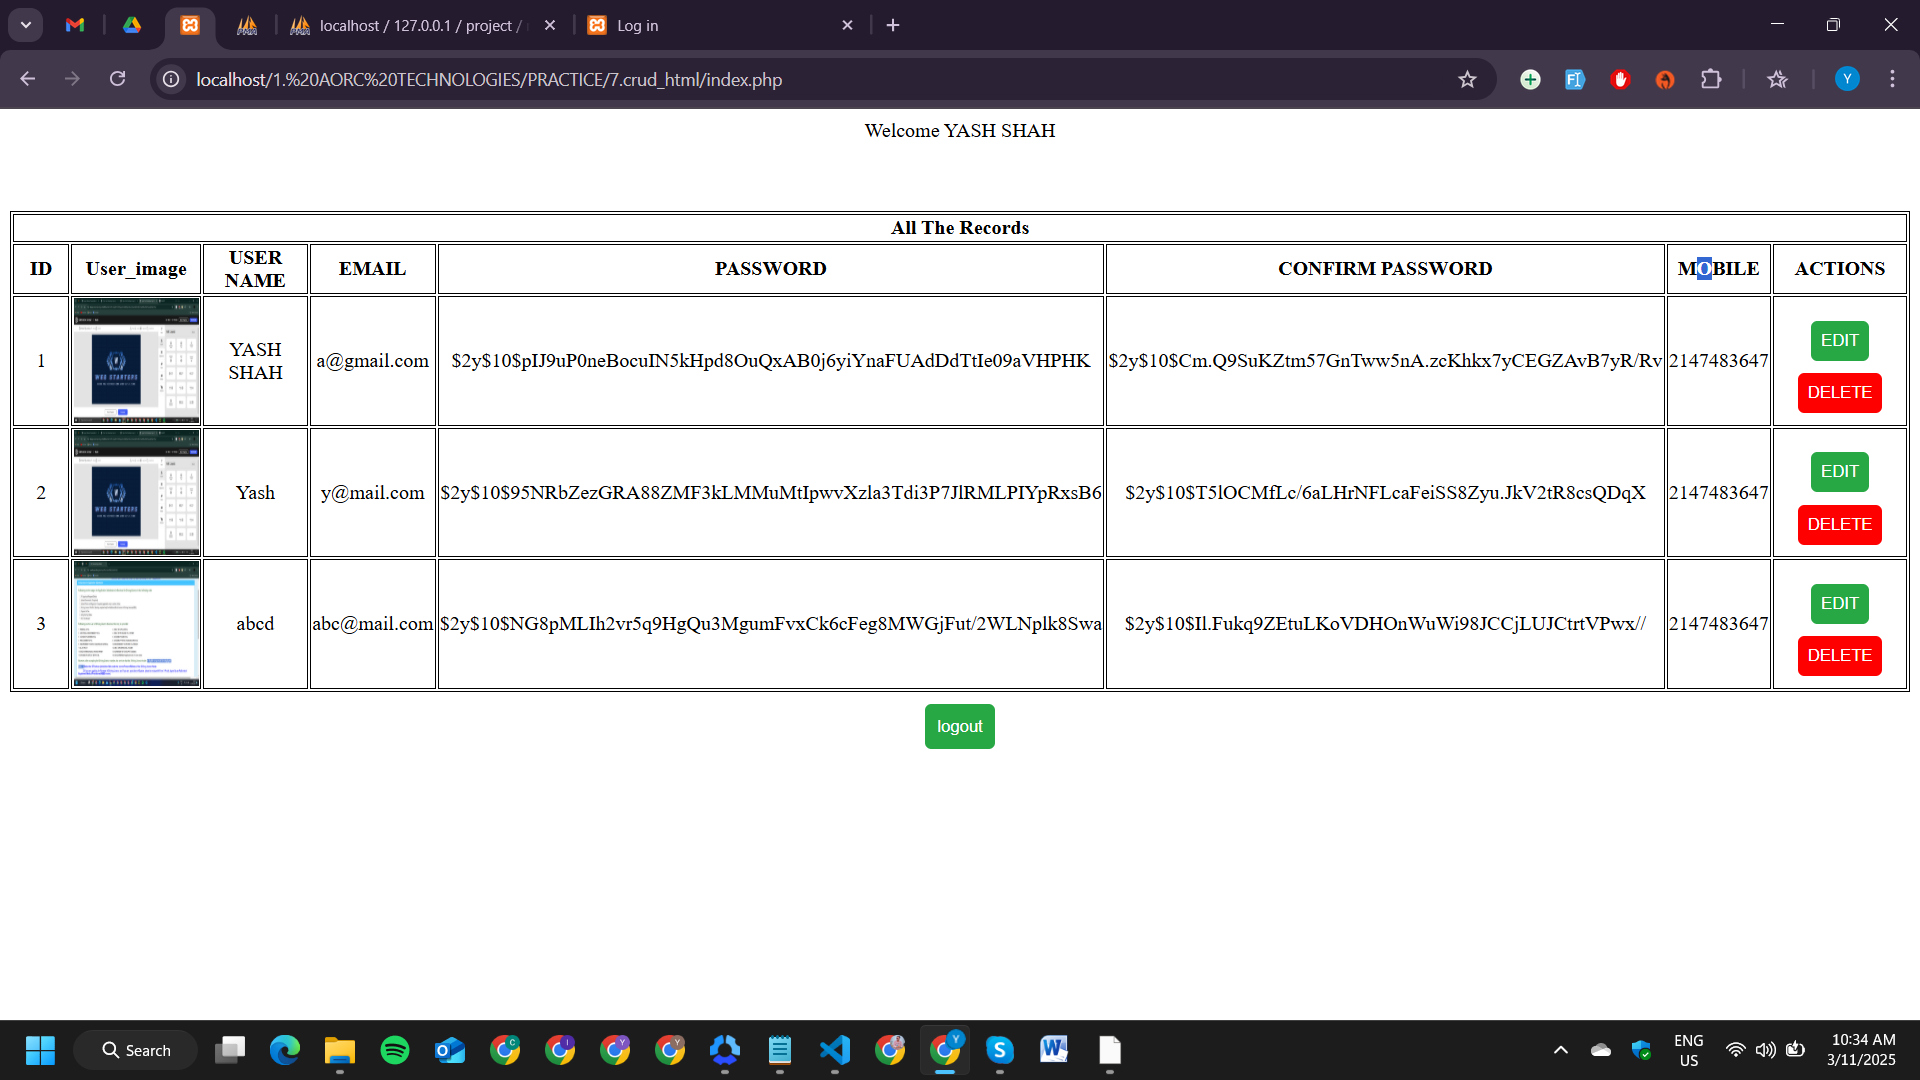 localhost / 127.0.0.1 / project /
Log in
localhost/1.%20AORC%20TECHNOLOGIES/PRACTICE/7.crud_html/index.php
Y
Welcome YASH SHAH
All The Records
ID User_image USER NAME EMAIL PASSWORD CONFIRM PASSWORD MOBILE ACTIONS
1 YASH SHAH a@gmail.com $2y$10$pIJ9uP0neBocuIN5kHpd8OuQxAB0j6yiYnaFUAdDdTtIe09aVHPHK $2y$10$Cm.Q9SuKZtm57GnTww5nA.zcKhkx7yCEGZAvB7yR/Rv 2147483647 EDIT
DELETE
2 Yash y@mail.com $2y$10$95NRbZezGRA88ZMF3kLMMuMtIpwvXzla3Tdi3P7JlRMLPIYpRxsB6 $2y$10$T5lOCMfLc/6aLHrNFLcaFeiSS8Zyu.JkV2tR8csQDqX 2147483647 EDIT
DELETE
3 abcd abc@mail.com $2y$10$NG8pMLIh2vr5q9HgQu3MgumFvxCk6cFeg8MWGjFut/2WLNplk8Swa $2y$10$Il.Fukq9ZEtuLKoVDHOnWuWi98JCCjLUJCtrtVPwx// 2147483647 EDIT
DELETE
logout
Search
ENG
US
10:34 AM
3/11/2025